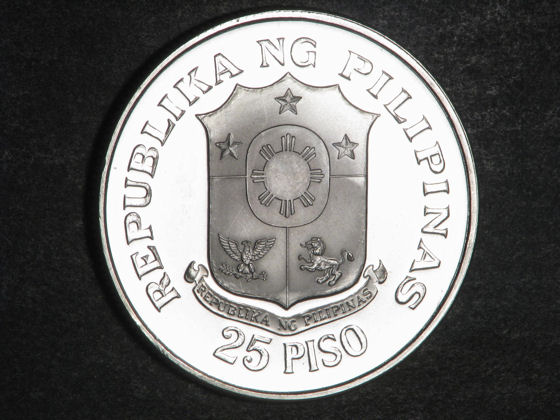 REPUBLIKA NG PILIPINAS
REPUBLIKA NG PILIPINAS
25 PISO